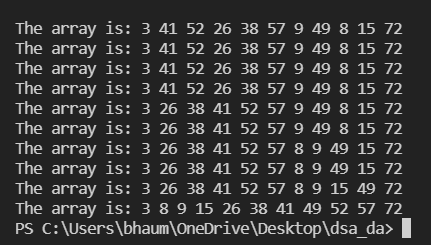 The array is: 3 41 52 26 38 57 9 49 8 15 72
The array is: 3 41 52 26 38 57 9 49 8 15 72
The array is: 3 41 52 26 38 57 9 49 8 15 72
The array is: 3 41 52 26 38 57 9 49 8 15 72
The array is: 3 26 38 41 52 57 9 49 8 15 72
The array is: 3 26 38 41 52 57 9 49 8 15 72
The array is: 3 26 38 41 52 57 8 9 49 15 72
The array is: 3 26 38 41 52 57 8 9 49 15 72
The array is: 3 26 38 41 52 57 8 9 15 49 72
The array is: 3 8 9 15 26 38 41 49 52 57 72
PS C:\Users\bhaum\OneDrive\Desktop\dsa_da>